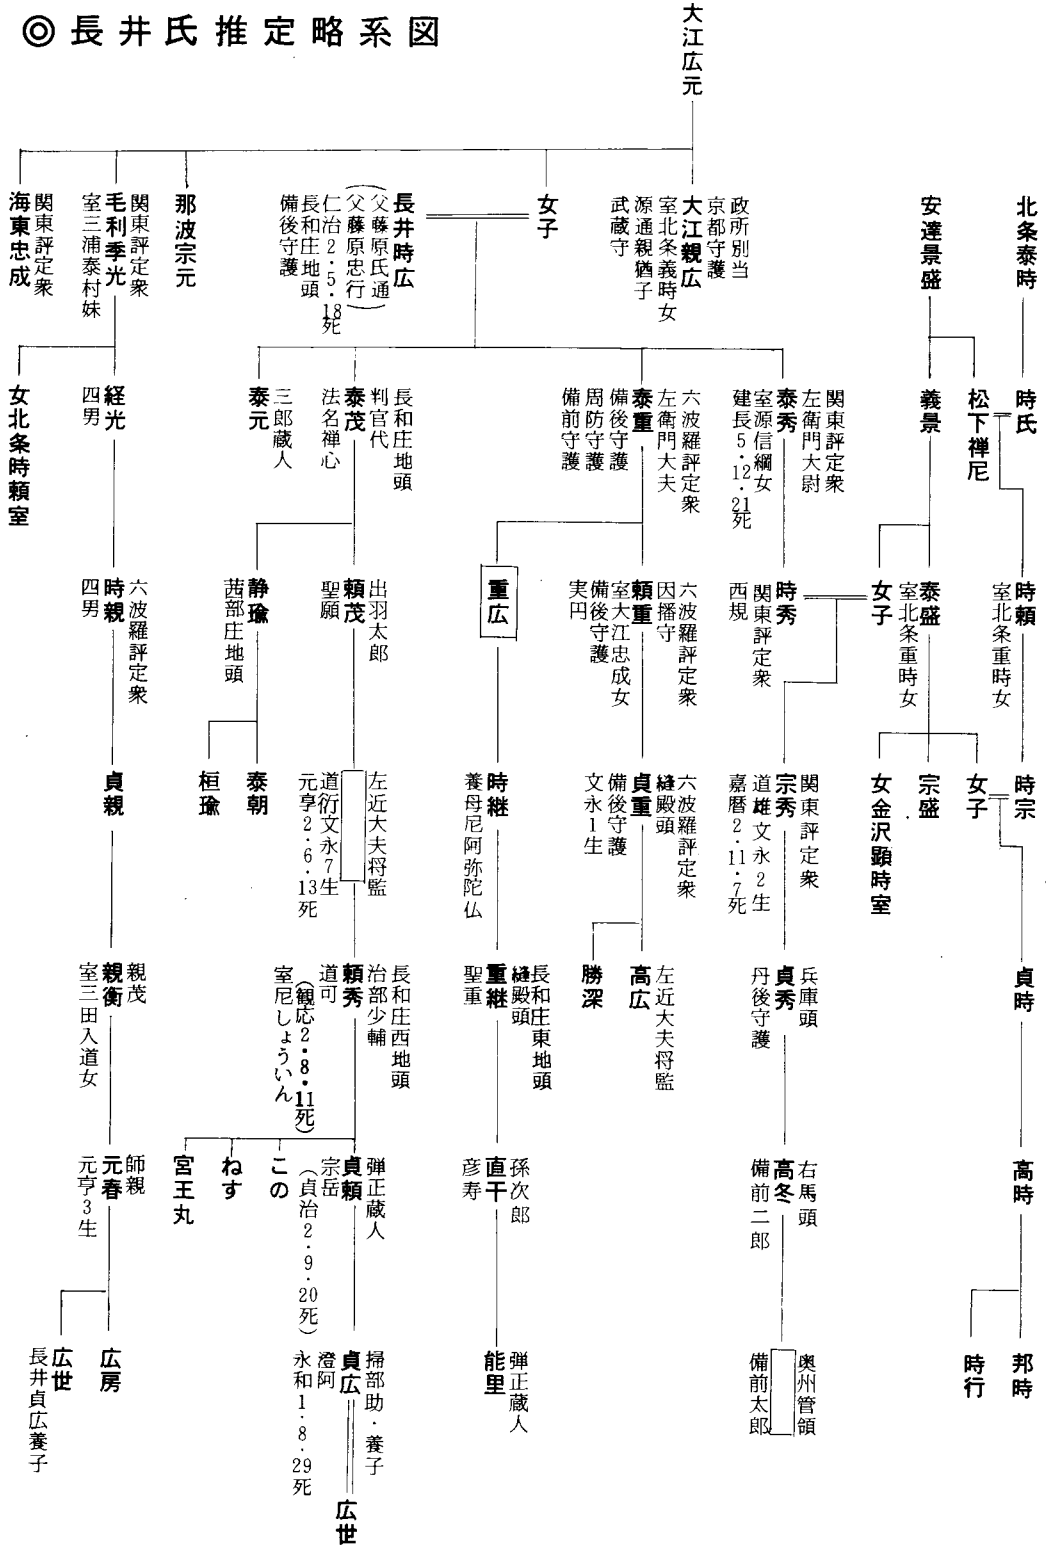 ◎長井氏推定略系図
大江広元
北条泰時
安達景盛
政所別当
京都守護
大江親広
室北条義時女
源通親猶子
武蔵守
女子
長井時広
(父藤原氏通)
(父藤原忠行)
仁治2・5・18死
長和庄地頭
備後守護
那波宗元
関東評定衆
毛利季光
室三浦泰村妹
関東評定衆
海東忠成
時氏
松下禅尼
義景
関東評定衆
左衛門大尉
泰秀
室源信綱女
建長5・12・21死
六波羅評定衆
左衛門大夫
泰重
備後守護
周防守護
備前守護
長和庄地頭
判官代
泰茂
法名禅心
三郎蔵人
泰元
経光
四男
女北条時頼室
時頼
室北条重時女
泰盛
室北条重時女
女子
時秀
関東評定衆
西規
六波羅評定衆
因播守
頼重
室大江忠成女
備後守護
実円
重広
出羽太郎
頼茂
聖願
静瑜
茜部庄地頭
六波羅評定衆
時親
四男
時宗
女子
宗盛
女金沢顕時室
関東評定衆
宗秀
道雄文永2生
嘉暦2・11・7死
六波羅評定衆
縫殿頭
貞重
備後守護
文永1生
時継
養母尼阿弥陀仏
左近大夫将監
道衍文永7生
元享2・6・13死
泰朝
桓瑜
貞親
貞時
兵庫頭
貞秀
丹後守護
左近大夫将監
高広
勝深
長和庄東地頭
縫殿頭
重継
聖重
長和庄西地頭
治部少輔
頼秀
道可
(観応2・8・11死)
室尼しょういん
親茂
親衡
室三田入道女
高時
右馬頭
高冬
備前二郎
孫次郎
直干
彦寿
弾正蔵人
貞頼
宗岳
(貞治2・9・20死)
この
ねす
宮王丸
師親
元春
元亨3生
邦時
時行
奥州管領
備前太郎
弾正蔵人
能里
掃部助・養子
貞広
澄阿
永和1・8・29死
広房
広世
長井貞広養子
広世